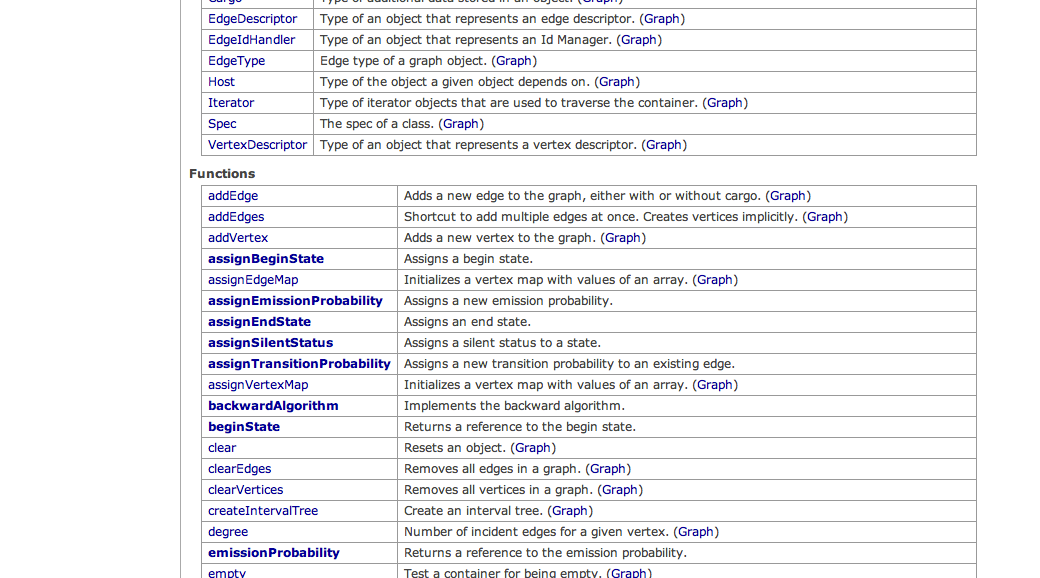 Cargo Type of additional data stored in an object. (Graph)
EdgeDescriptor Type of an object that represents an edge descriptor. (Graph)
EdgeIdHandler Type of an object that represents an Id Manager. (Graph)
EdgeType Edge type of a graph object. (Graph)
Host Type of the object a given object depends on. (Graph)
Iterator Type of iterator objects that are used to traverse the container. (Graph)
Spec The spec of a class. (Graph)
VertexDescriptor Type of an object that represents a vertex descriptor. (Graph)
Functions
addEdge Adds a new edge to the graph, either with or without cargo. (Graph)
addEdges Shortcut to add multiple edges at once. Creates vertices implicitly. (Graph)
addVertex Adds a new vertex to the graph. (Graph)
assignBeginState Assigns a begin state.
assignEdgeMap Initializes a vertex map with values of an array. (Graph)
assignEmissionProbability Assigns a new emission probability.
assignEndState Assigns an end state.
assignSilentStatus Assigns a silent status to a state.
assignTransitionProbability Assigns a new transition probability to an existing edge.
assignVertexMap Initializes a vertex map with values of an array. (Graph)
backwardAlgorithm Implements the backward algorithm.
beginState Returns a reference to the begin state.
clear Resets an object. (Graph)
clearEdges Removes all edges in a graph. (Graph)
clearVertices Removes all vertices in a graph. (Graph)
createIntervalTree Create an interval tree. (Graph)
degree Number of incident edges for a given vertex. (Graph)
emissionProbability Returns a reference to the emission probability.
empty Test a container for being empty. (Graph)